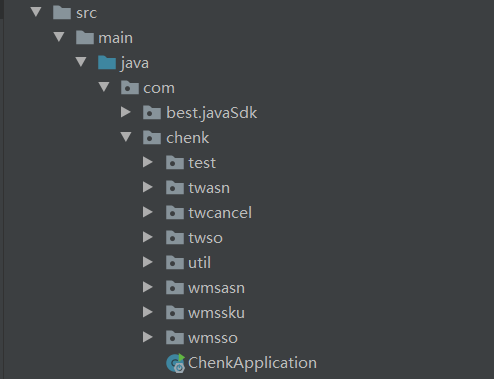 src
main
java
com
best.javaSdk
chenk
test
twasn
twcancel
twso
util
wmsasn
wmssku
wmsso
ChenkApplication